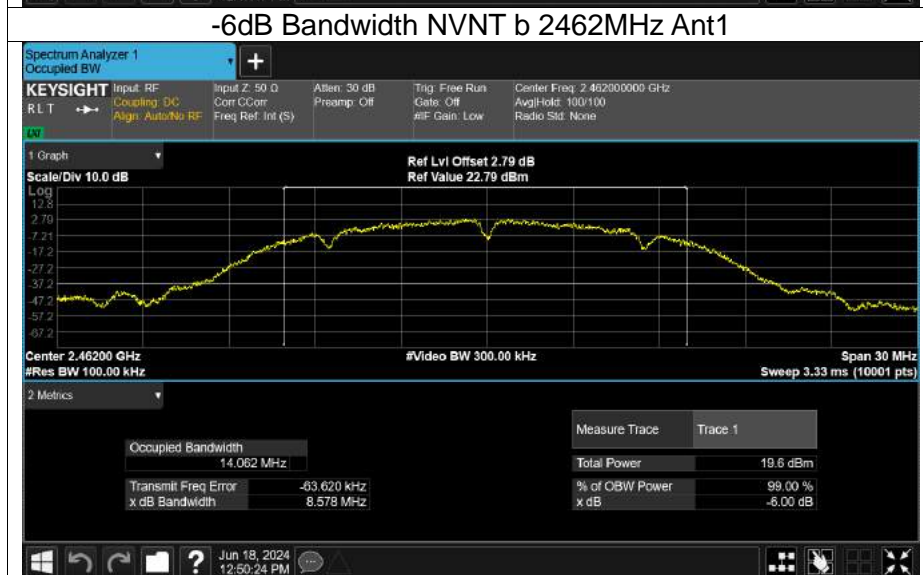 -6dB Bandwidth NVNT b 2462MHz Ant1
Spectrum Analyzer 1
Occupied BW
+
KEYSIGHT Input: RF Input Z: 50 Ω Atten: 30 dB Trig: Free Run Center Freq: 2.462000000 GHz
RLT Coupling: DC Corr CCorr Preamp: Off Gate: Off Avg|Hold: 100/100
Align: Auto/No RF Freq Ref: Int (S) #IF Gain: Low Radio Std: None
LXI
1 Graph
Ref Lvl Offset 2.79 dB
Scale/Div 10.0 dB Ref Value 22.79 dBm
Log
12.8
2.79
-7.21
-17.2
-27.2
-37.2
-47.2
-57.2
-67.2
Center 2.46200 GHz #Video BW 300.00 kHz Span 30 MHz
#Res BW 100.00 kHz Sweep 3.33 ms (10001 pts)
2 Metrics
Measure Trace Trace 1
Occupied Bandwidth
14.062 MHz Total Power 19.6 dBm
Transmit Freq Error -63.620 kHz % of OBW Power 99.00 %
x dB Bandwidth 8.578 MHz x dB -6.00 dB
? Jun 18, 2024
12:50:24 PM